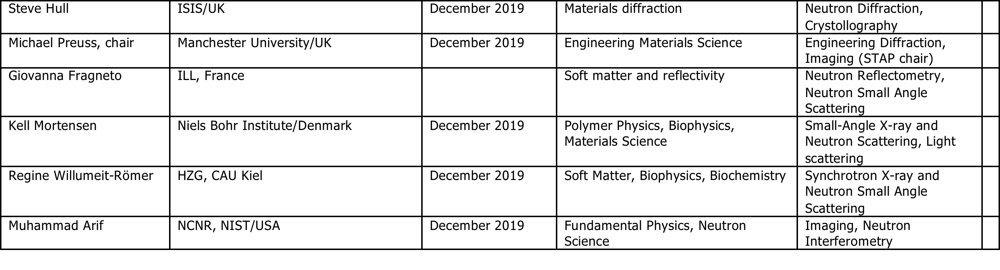 Steve Hull ISIS/UK December 2019 Materials diffraction Neutron Diffraction,
Crystollography
Michael Preuss, chair Manchester University/UK December 2019 Engineering Materials Science Engineering Diffraction,
Imaging (STAP chair)
Giovanna Fragneto ILL, France Soft matter and reflectivity Neutron Reflectometry,
Neutron Small Angle
Scattering
Kell Mortensen Niels Bohr Institute/Denmark December 2019 Polymer Physics, Biophysics, Small-Angle X-ray and
Materials Science Neutron Scattering, Light
scattering
Regine Willumeit-Römer HZG, CAU Kiel December 2019 Soft Matter, Biophysics, Biochemistry Synchrotron X-ray and
Neutron Small Angle
Scattering
Muhammad Arif NCNR, NIST/USA December 2019 Fundamental Physics, Neutron Imaging, Neutron
Science Interferometry